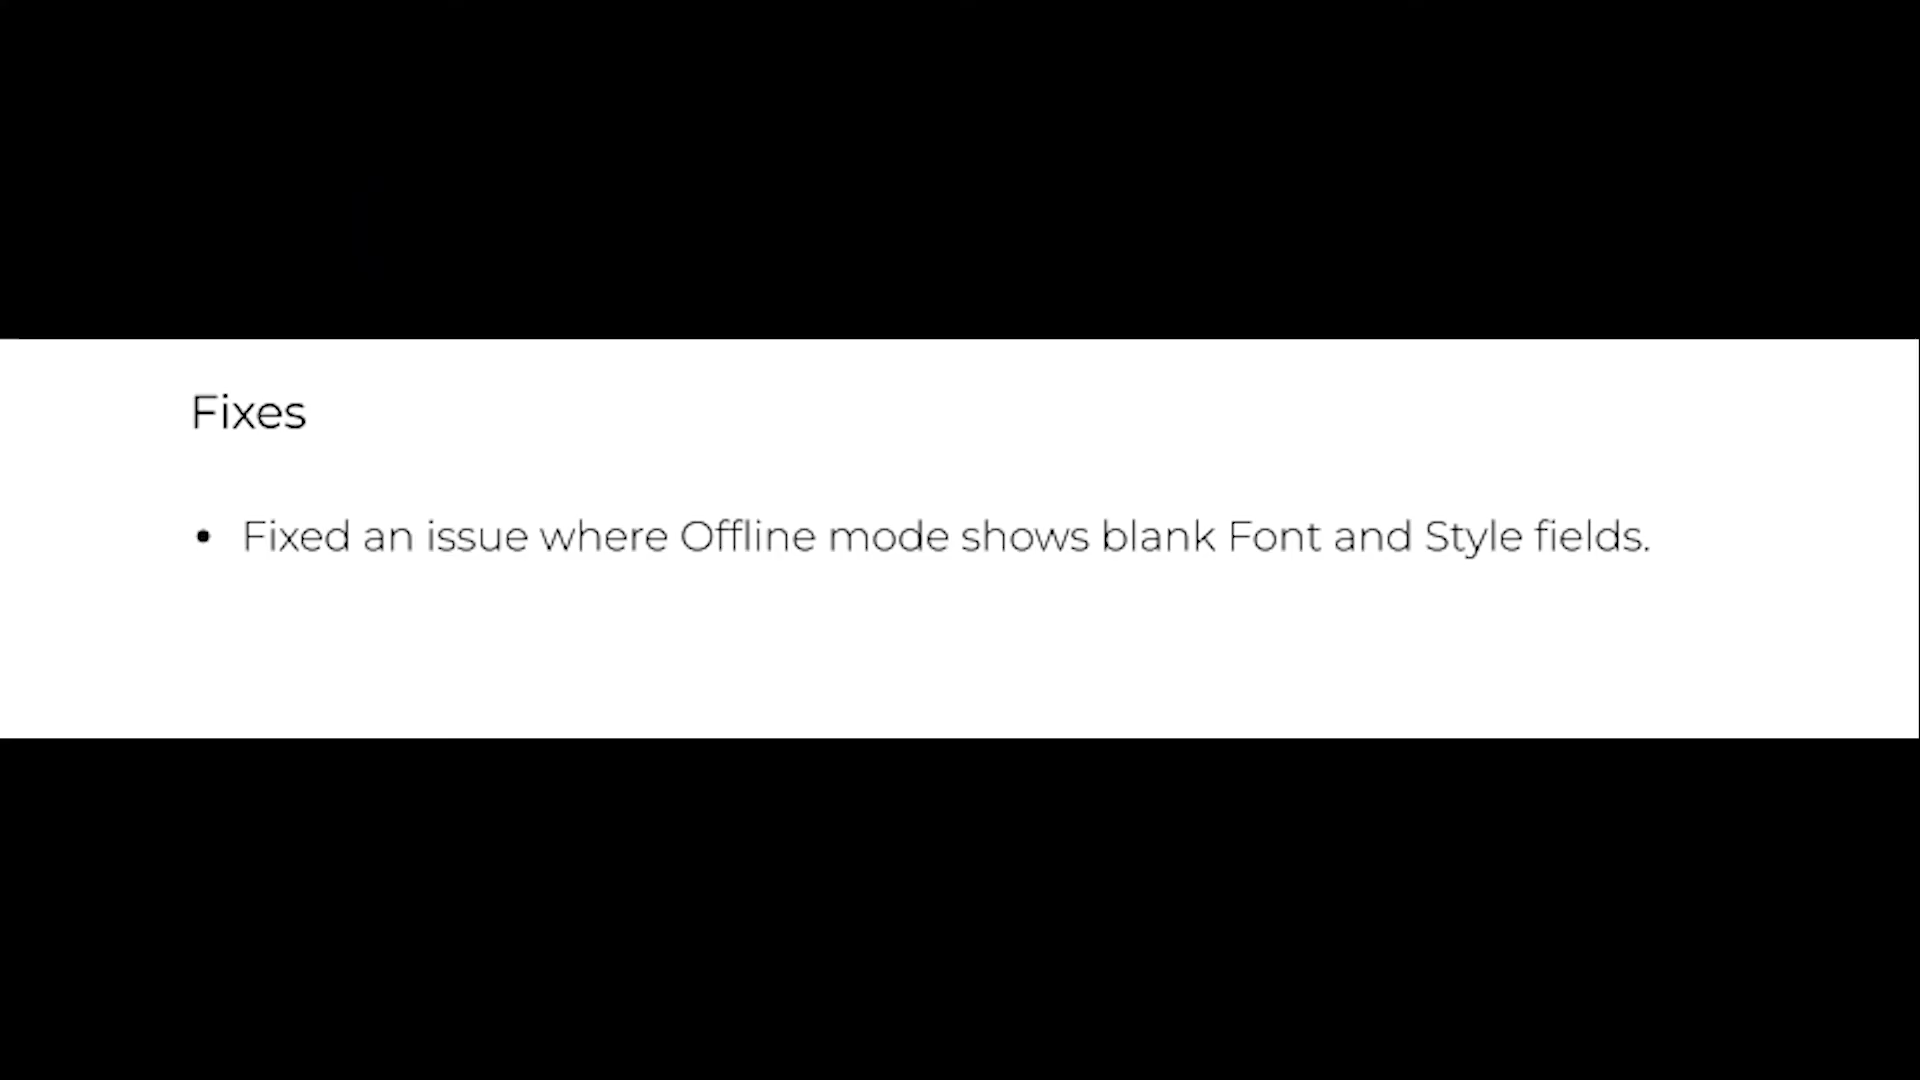 Fixes
• Fixed an issue where Offline mode shows blank Font and Style fields.